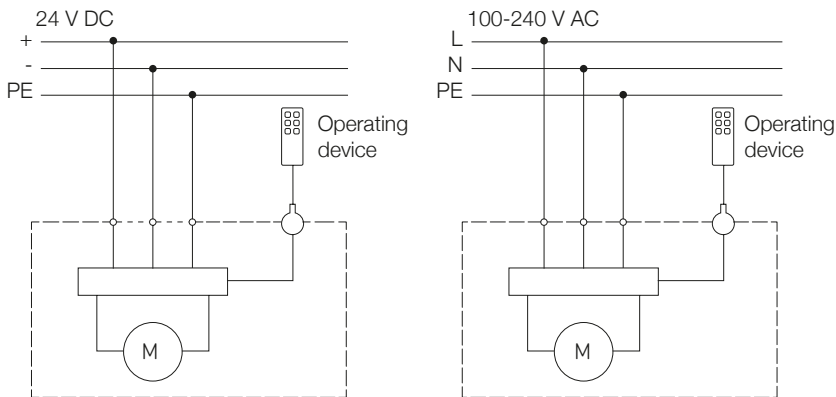 24 V DC
+
-
PE
Operating
device
M
100-240 V AC
L
N
PE
Operating
device
M